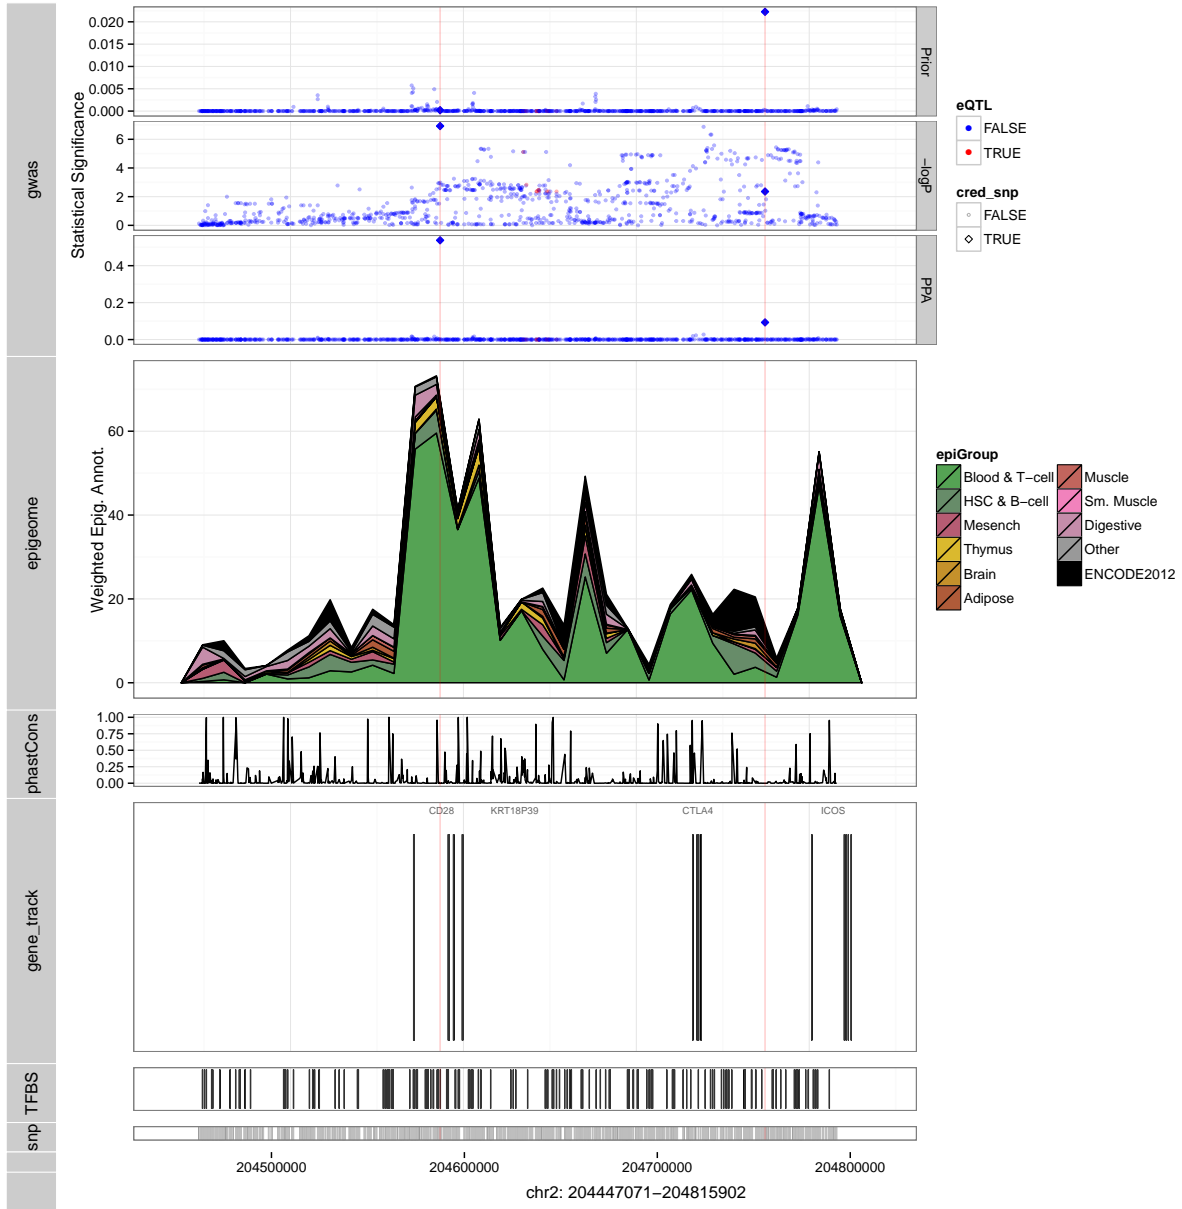 gwas
Statistical Significance
0.020
0.015
0.010
0.005
0.000
Prior
6
4
2
0
−logP
0.4
0.2
0.0
PPA
eQTL
FALSE
TRUE
cred_snp
FALSE
TRUE
epigeome
Weighted Epig. Annot.
60
40
20
0
epiGroup
Blood & T−cell
HSC & B−cell
Mesench
Thymus
Brain
Adipose
Muscle
Sm. Muscle
Digestive
Other
ENCODE2012
phastCons
1.00
0.75
0.50
0.25
0.00
gene_track
CD28
KRT18P39
CTLA4
ICOS
TFBS
snp
204500000
204600000
204700000
204800000
chr2: 204447071−204815902